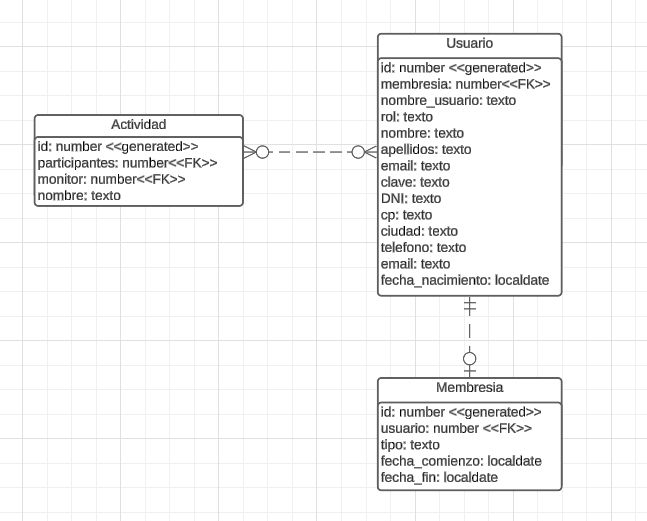 Usuario
id: number <<generated>>
membresia: number<<FK>>
nombre_usuario: texto
rol: texto
nombre: texto
apellidos: texto
email: texto
clave: texto
DNI: texto
cp: texto
ciudad: texto
telefono: texto
email: texto
fecha_nacimiento: localdate
Actividad
id: number <<generated>>
participantes: number<<FK>>
monitor: number<<FK>>
nombre: texto
Membresia
id: number <<generated>>
usuario: number <<FK>>
tipo: texto
fecha_comienzo: localdate
fecha_fin: localdate